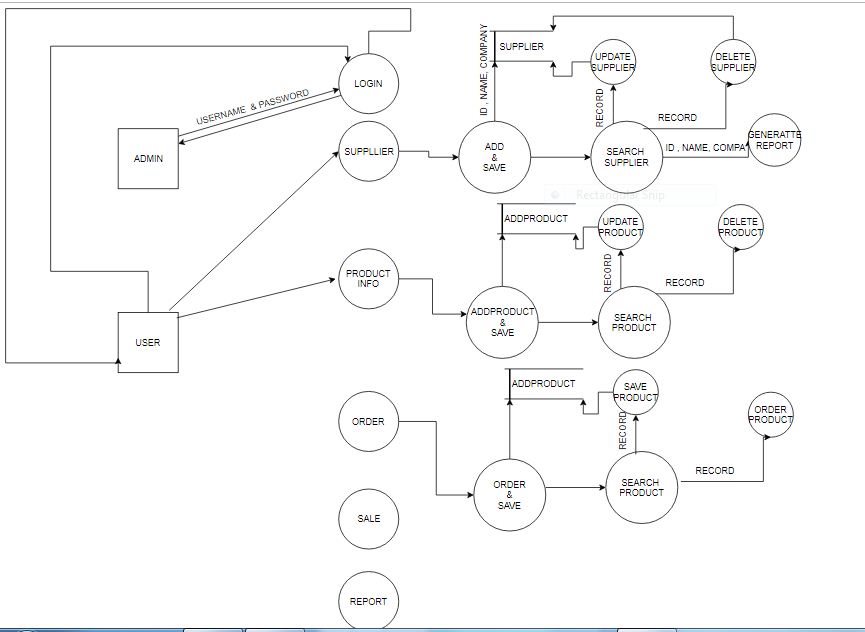 LOGIN
USERNAME & PASSWORD
ADMIN
SUPPLLIER
PRODUCT
INFO
USER
ORDER
SALE
REPORT
ID , NAME, COMPANY
SUPPLIER
UPDATE
SUPPLIER
DELETE
SUPPLIER
RECORD
RECORD
ADD
&
SAVE
SEARCH
SUPPLIER
ID , NAME, COMPA
GENERATTE
REPORT
Rectangular Snip
ADDPRODUCT
UPDATE
PRODUCT
DELETE
PRODUCT
RECORD
RECORD
ADDPRODUCT
&
SAVE
SEARCH
PRODUCT
ADDPRODUCT
SAVE
PRODUCT
ORDER
PRODUCT
RECORD
RECORD
ORDER
&
SAVE
SEARCH
PRODUCT